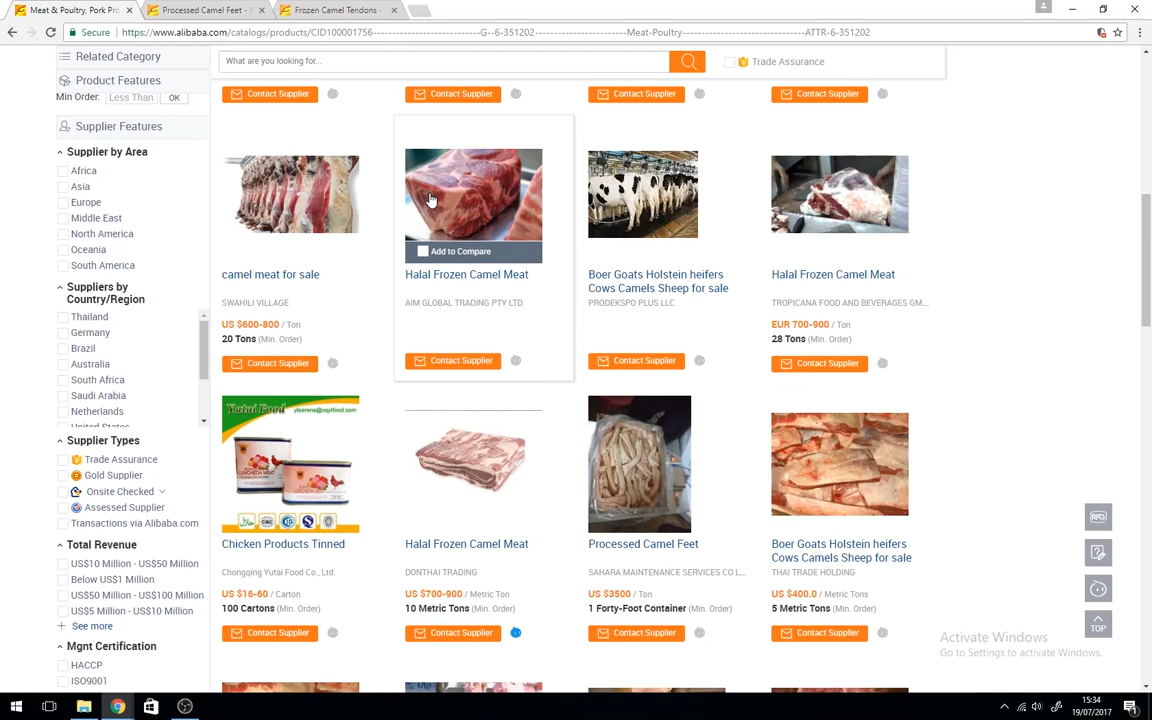 Meat & Poultry, Pork Pro
Processed Camel Feet -
Frozen Camel Tendons -
Secure
https://www.alibaba.com/catalogs/products/CID100001756----------------G--6-351202-----------------------Meat-Poultry-------------------ATTR-6-351202
Related Category
What are you looking for...
Trade Assurance
Product Features
Min Order:
Less Than
OK
Contact Supplier
Contact Supplier
Contact Supplier
Contact Supplier
Supplier Features
Supplier by Area
Africa
Asia
Europe
Middle East
North America
Oceania
South America
Suppliers by
Country/Region
Thailand
Germany
Brazil
Australia
South Africa
Saudi Arabia
Netherlands
United States
Supplier Types
Trade Assurance
Gold Supplier
Onsite Checked
Assessed Supplier
Transactions via Alibaba.com
Total Revenue
US$10 Million - US$50 Million
Below US$1 Million
US$50 Million - US$100 Million
US$5 Million - US$10 Million
See more
Mgnt Certification
HACCP
ISO9001
camel meat for sale
SWAHILI VILLAGE
US $600-800 / Ton
20 Tons (Min. Order)
Contact Supplier
Add to Compare
Halal Frozen Camel Meat
AIM GLOBAL TRADING PTY LTD
Contact Supplier
Boer Goats Holstein heifers
Cows Camels Sheep for sale
PRODEKSPO PLUS LLC
Contact Supplier
Halal Frozen Camel Meat
TROPICANA FOOD AND BEVERAGES GM...
EUR 700-900 / Ton
28 Tons (Min. Order)
Contact Supplier
Yutai Food
LUNCHEON MEAT
LUNCHEON MEAT
Chicken Products Tinned
Chongqing Yutai Food Co., Ltd.
US $16-60 / Carton
100 Cartons (Min. Order)
Contact Supplier
Halal Frozen Camel Meat
DONTHAI TRADING
US $700-900 / Metric Ton
10 Metric Tons (Min. Order)
Contact Supplier
Processed Camel Feet
SAHARA MAINTENANCE SERVICES CO L...
US $3500 / Ton
1 Forty-Foot Container (Min. Order)
Contact Supplier
Boer Goats Holstein heifers
Cows Camels Sheep for sale
THAI TRADE HOLDING
US $400.0 / Metric Tons
5 Metric Tons (Min. Order)
Contact Supplier
RFQ
TOP
Activate Windows
Go to Settings to activate Windows.
15:34
19/07/2017